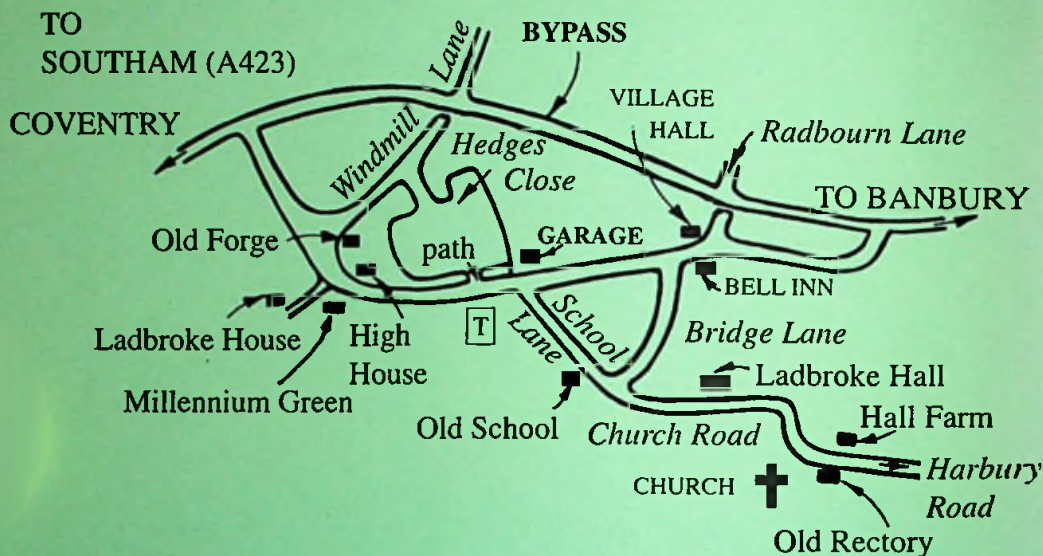 TO
SOUTHAM (A423)
COVENTRY
Lane
BYPASS
VILLAGE
HALL
Radbourn Lane
Windmill
Hedges
Close
TO BANBURY
Old Forge
path
GARAGE
BELL INN
Ladbroke House
High
House
T
School
Lane
Bridge Lane
Millennium Green
Ladbroke Hall
Old School
Church Road
Hall Farm
CHURCH
Harbury
Road
Old Rectory